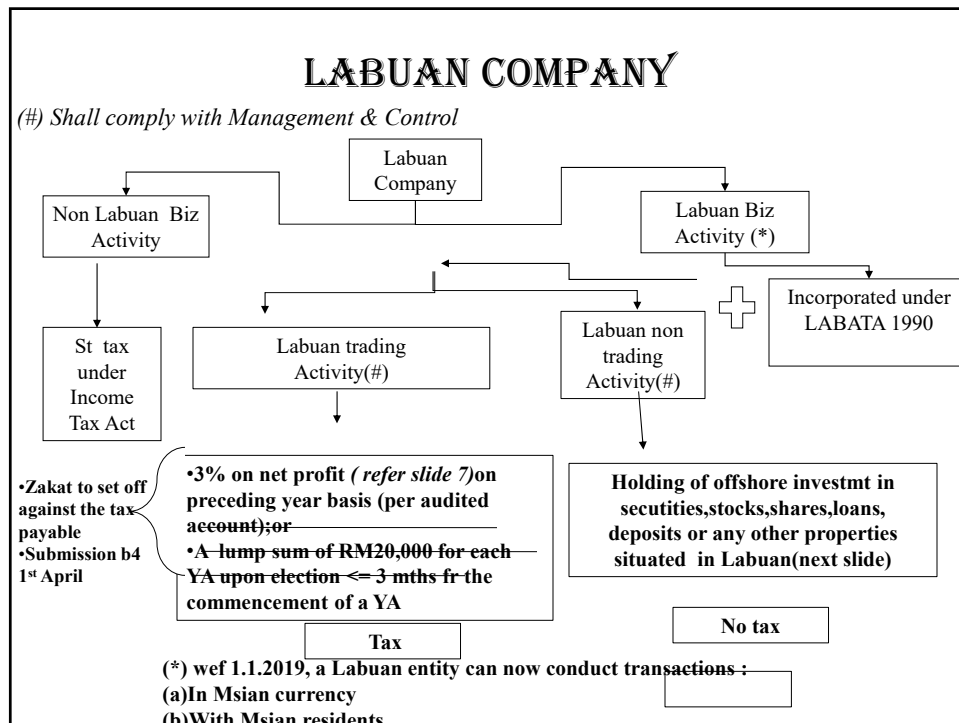 LABUAN COMPANY
(#) Shall comply with Management & Control
Labuan
Company
Non Labuan Biz
Activity
Labuan Biz
Activity (*)
Incorporated under
LABATA 1990
St tax
under
Income
Tax Act
Labuan trading
Activity(#)
Labuan non
trading
Activity(#)
•Zakat to set off
against the tax
payable
•Submission b4
1st April
•3% on net profit ( refer slide 7)on
preceding year basis (per audited
account);or
•A lump sum of RM20,000 for each
YA upon election <= 3 mths fr the
commencement of a YA
Holding of offshore investmt in
secutities,stocks,shares,loans,
deposits or any other properties
situated in Labuan(next slide)
Tax
No tax
(*) wef 1.1.2019, a Labuan entity can now conduct transactions :
(a)In Msian currency
(b)With Msian residents